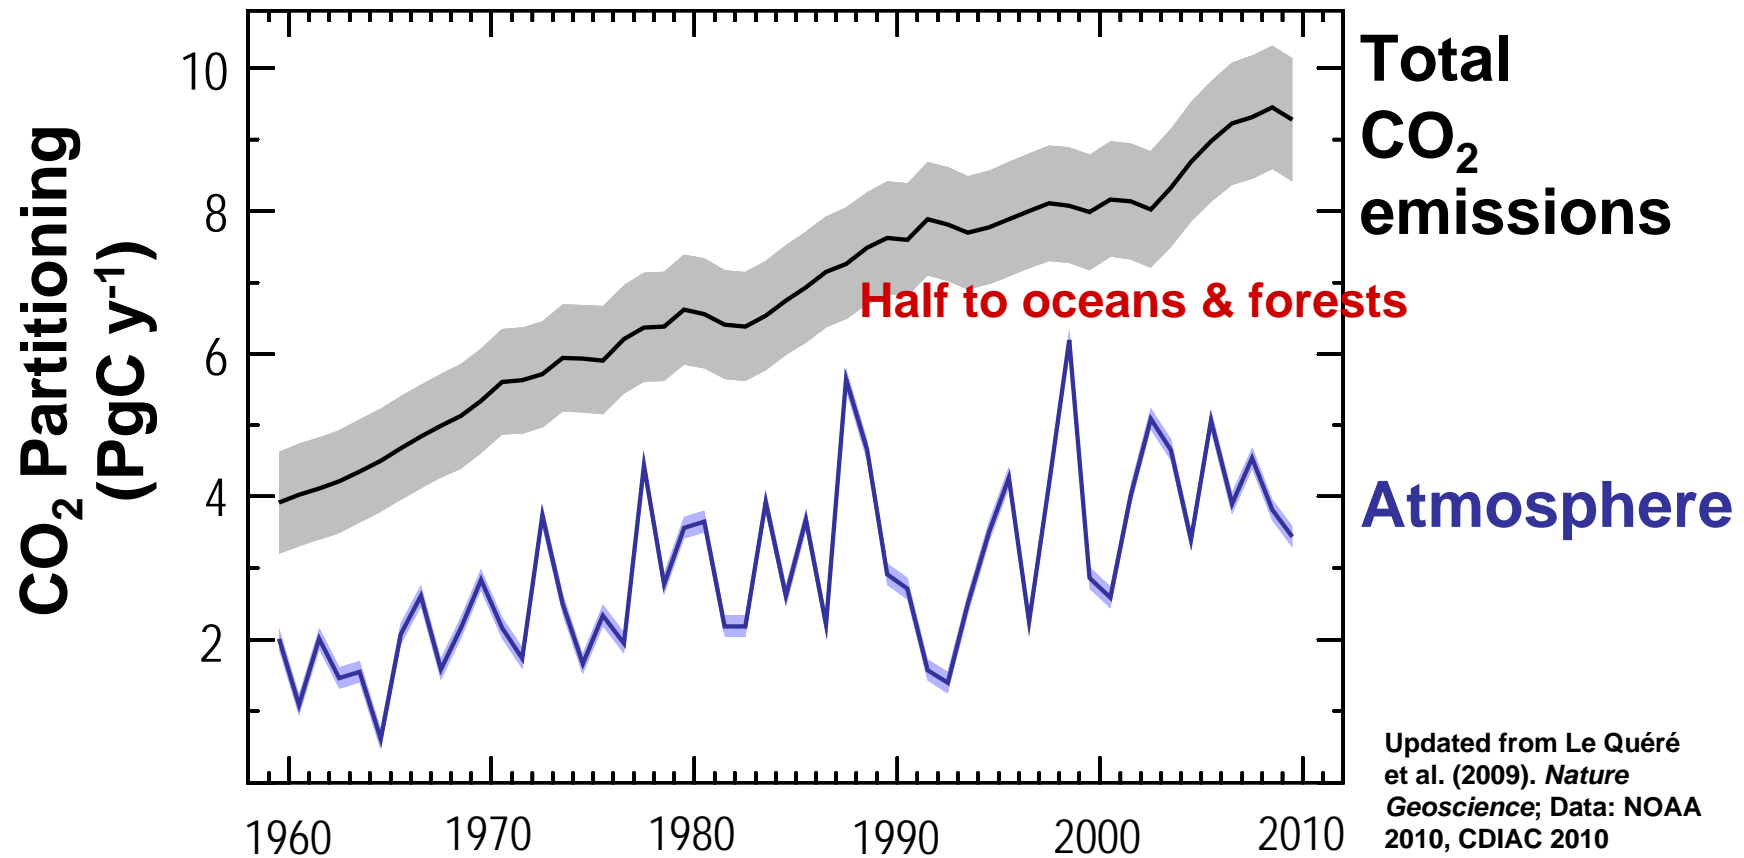 CO2 Partitioning
(PgC y-1)
10
8
6
4
2
1960 1970 1980 1990 2000 2010
Half to oceans & forests
Total
CO2
emissions
Atmosphere
Updated from Le Quéré
et al. (2009). Nature
Geoscience; Data: NOAA
2010, CDIAC 2010